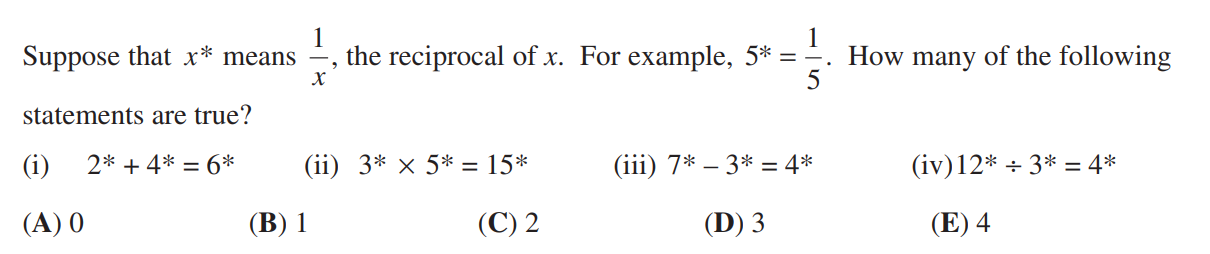 Suppose that x* means 1/x, the reciprocal of x. For example, 5* = 1/5. How many of the following
statements are true?
(i) 2* + 4* = 6* (ii) 3* × 5* = 15* (iii) 7* – 3* = 4* (iv)12* ÷ 3* = 4*
(A) 0 (B) 1 (C) 2 (D) 3 (E) 4